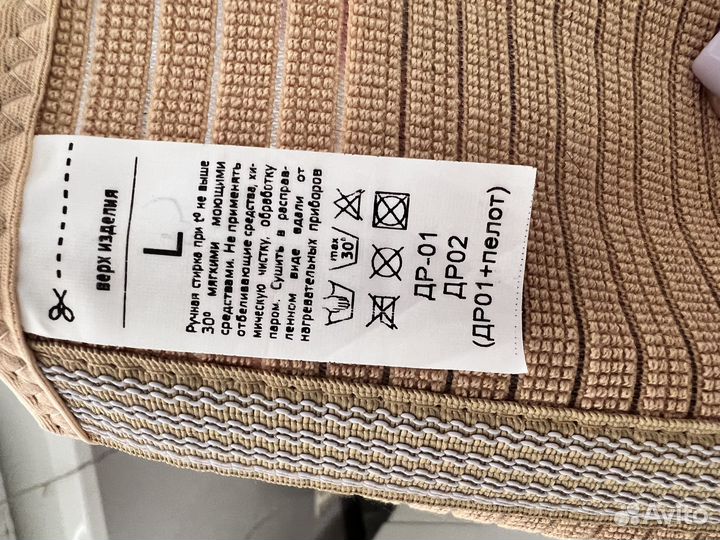 верх изделия
L
Ручная стирка при t° не выше
30° мягкими моющими
средствами. Не применять
отбеливающие средства, хи-
мическую чистку, обработку
паром. Сушить в расправ-
ленном виде вдали от
нагревательных приборов
max
30°
ДР-01
ДР02
(ДР01+пелот)
Avito